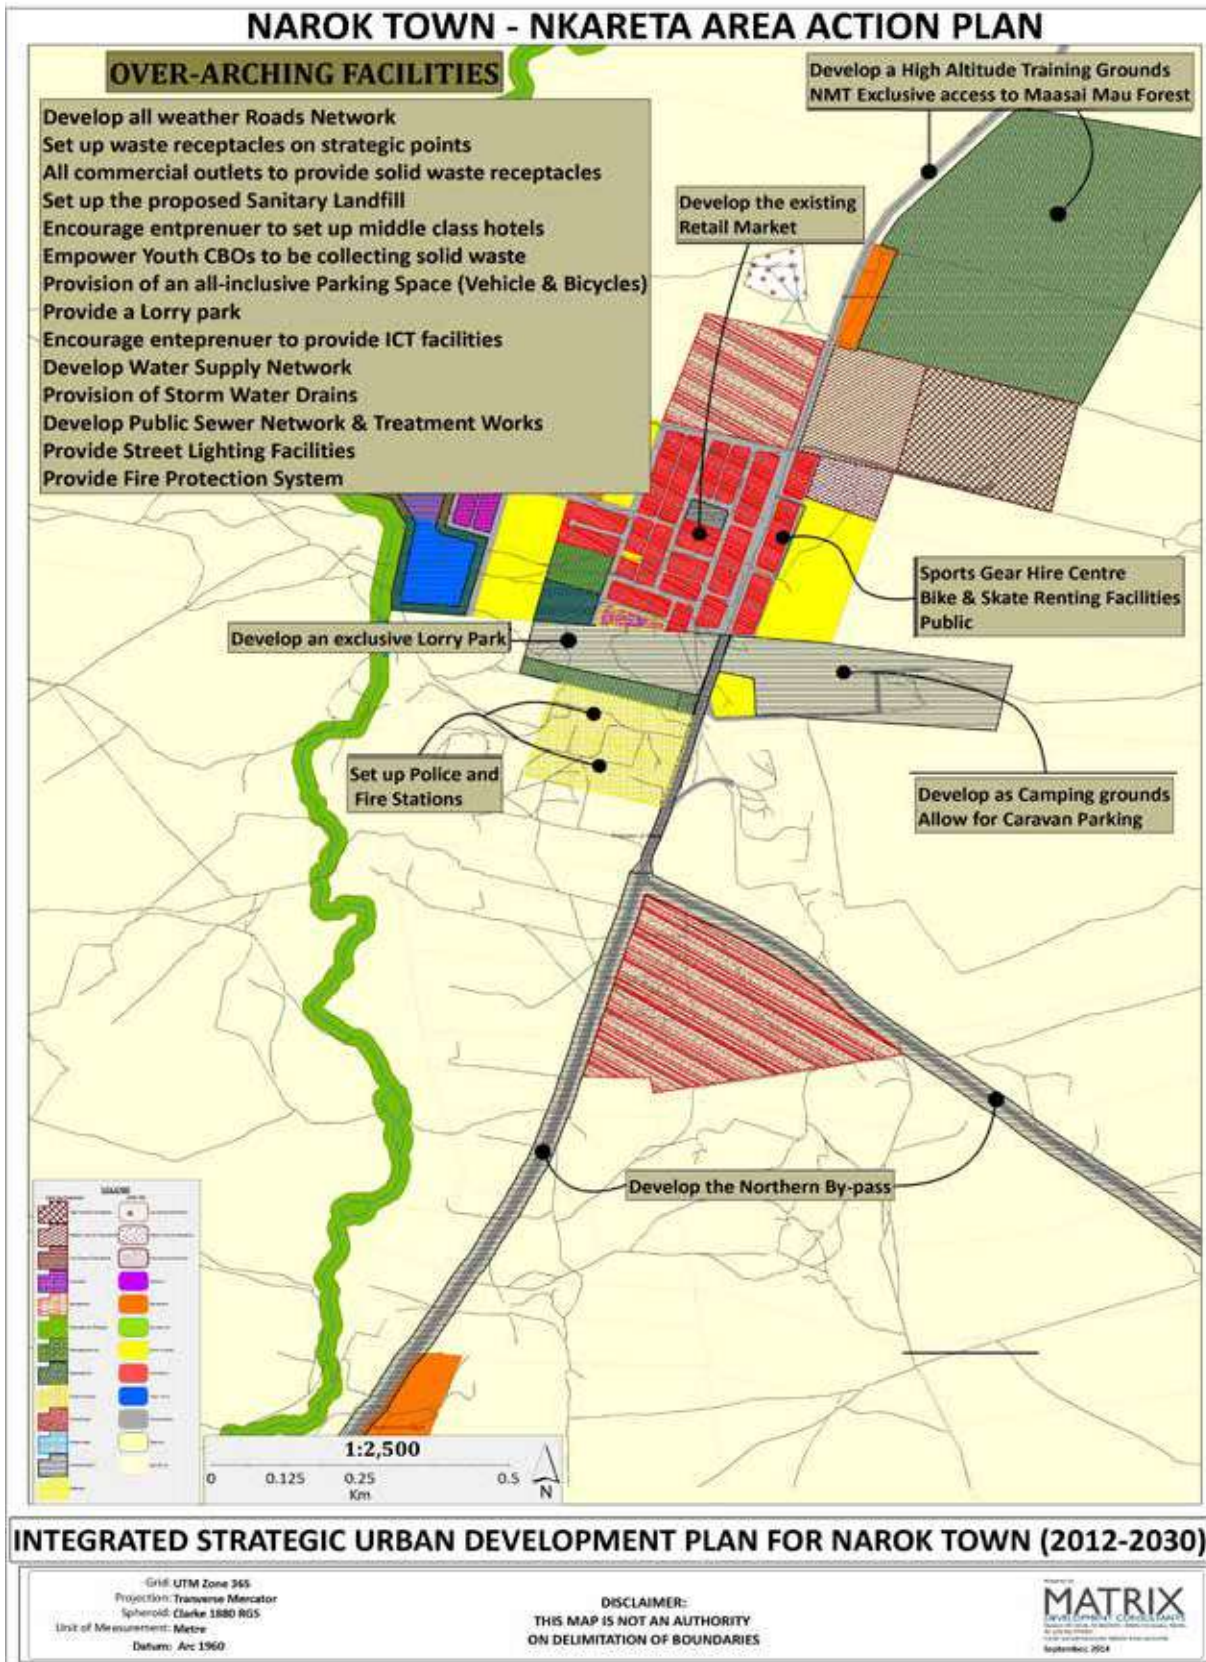 NAROK TOWN - NKARETA AREA ACTION PLAN
OVER-ARCHING FACILITIES
Develop all weather Roads Network
Set up waste receptacles on strategic points
All commercial outlets to provide solid waste receptacles
Set up the proposed Sanitary Landfill
Encourage entprenuer to set up middle class hotels
Empower Youth CBOs to be collecting solid waste
Provision of an all-inclusive Parking Space (Vehicle & Bicycles)
Provide a Lorry park
Encourage enteprenuer to provide ICT facilities
Develop Water Supply Network
Provision of Storm Water Drains
Develop Public Sewer Network & Treatment Works
Provide Street Lighting Facilities
Provide Fire Protection System
Develop a High Altitude Training Grounds
NMT Exclusive access to Maasai Mau Forest
Develop the existing
Retail Market
Sports Gear Hire Centre
Bike & Skate Renting Facilities
Public
Develop an exclusive Lorry Park
Set up Police and
Fire Stations
Develop as Camping grounds
Allow for Caravan Parking
Develop the Northern By-pass
LEGEND
1:2,500
0 0.125 0.25 0.5
Km
N
INTEGRATED STRATEGIC URBAN DEVELOPMENT PLAN FOR NAROK TOWN (2012-2030)
Grid: UTM Zone 36S
Projection: Tranverse Mercator
Spheroid: Clarke 1880 RGS
Unit of Measurement: Metre
Datum: Arc 1960
DISCLAIMER:
THIS MAP IS NOT AN AUTHORITY
ON DELIMITATION OF BOUNDARIES
MATRIX
DEVELOPMENT CONSULTANTS
September, 2014